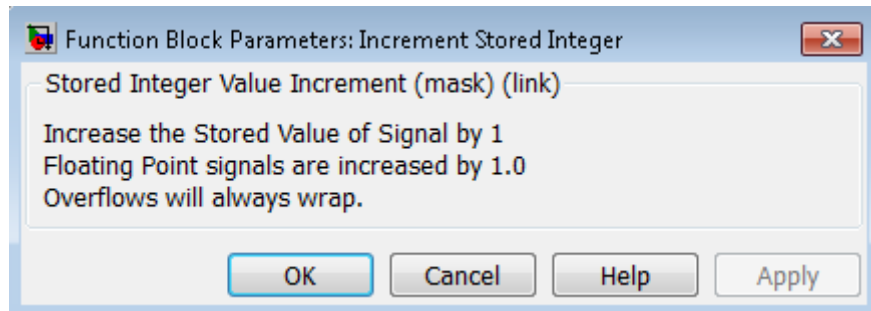 Function Block Parameters: Increment Stored Integer
Stored Integer Value Increment (mask) (link)
Increase the Stored Value of Signal by 1
Floating Point signals are increased by 1.0
Overflows will always wrap.
OK Cancel Help Apply